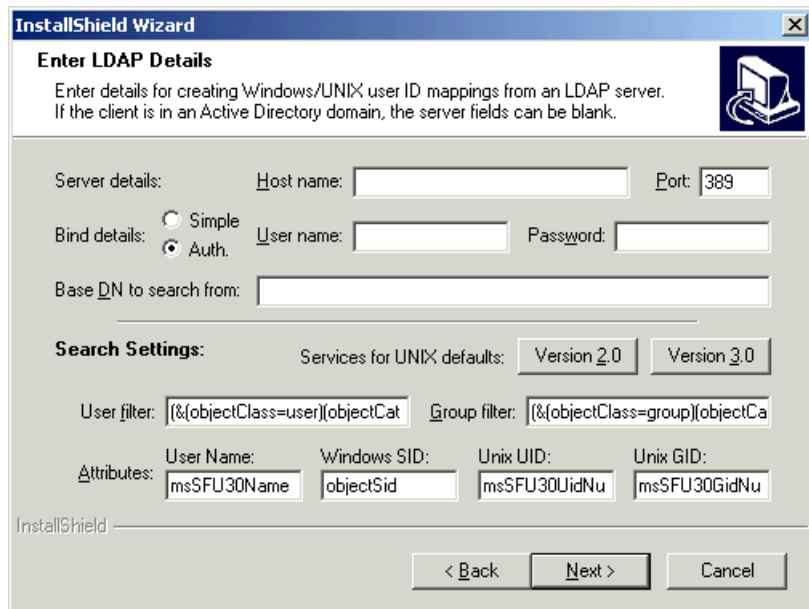 InstallShield Wizard
Enter LDAP Details
Enter details for creating Windows/UNIX user ID mappings from an LDAP server.
If the client is in an Active Directory domain, the server fields can be blank.
Server details: Host name: Port: 389
Bind details: Simple Auth. User name: Password:
Base DN to search from:
Search Settings: Services for UNIX defaults: Version 2.0 Version 3.0
User filter: (&(objectClass=user)(objectCat Group filter: (&(objectClass=group)(objectCa
User Name: Windows SID: Unix UID: Unix GID:
Attributes: msSFU30Name objectSid msSFU30UidNu msSFU30GidNu
InstallShield
< Back Next > Cancel